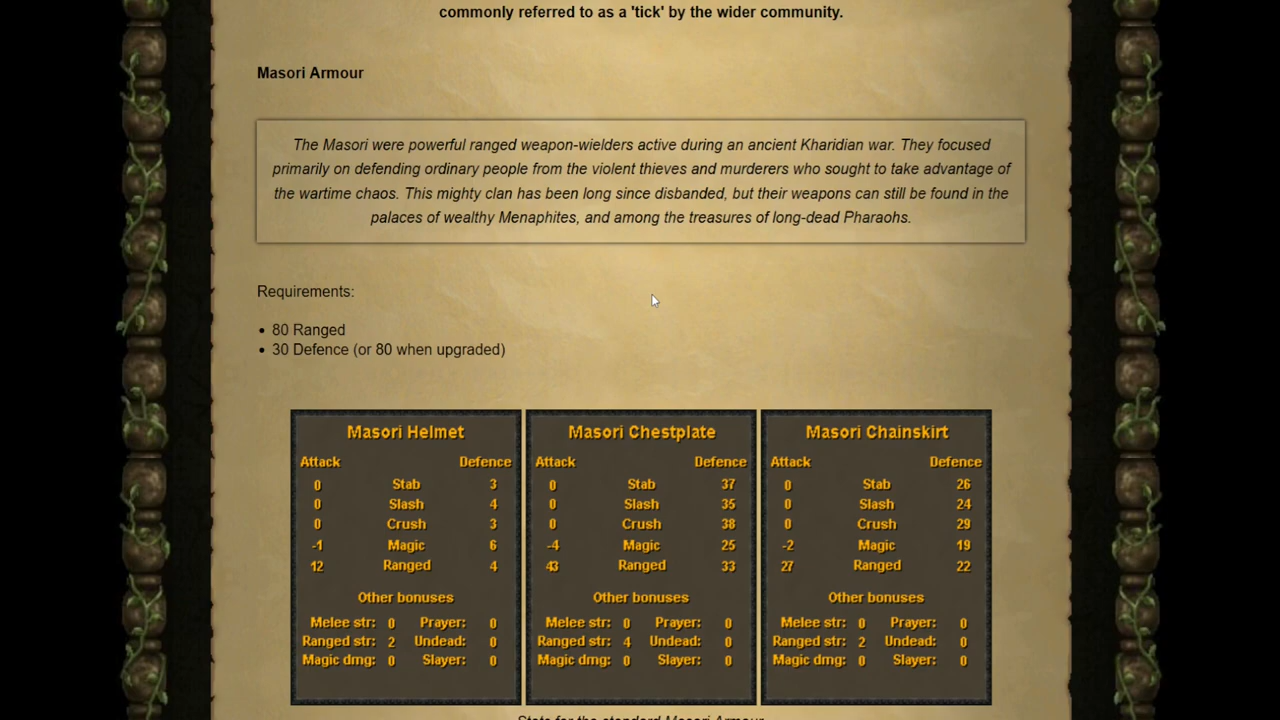 commonly referred to as a 'tick' by the wider community.
Masori Armour
The Masori were powerful ranged weapon-wielders active during an ancient Kharidian war. They focused
primarily on defending ordinary people from the violent thieves and murderers who sought to take advantage of
the wartime chaos. This mighty clan has been long since disbanded, but their weapons can still be found in the
palaces of wealthy Menaphites, and among the treasures of long-dead Pharaohs.
Requirements:
• 80 Ranged
• 30 Defence (or 80 when upgraded)
Masori Helmet
Attack Defence
0 Stab 3
0 Slash 4
0 Crush 3
-1 Magic 6
12 Ranged 4
Other bonuses
Melee str: 0 Prayer: 0
Ranged str: 2 Undead: 0
Magic dmg: 0 Slayer: 0
Masori Chestplate
Attack Defence
0 Stab 37
0 Slash 35
0 Crush 38
-4 Magic 25
43 Ranged 33
Other bonuses
Melee str: 0 Prayer: 0
Ranged str: 4 Undead: 0
Magic dmg: 0 Slayer: 0
Masori Chainskirt
Attack Defence
0 Stab 26
0 Slash 24
0 Crush 29
-2 Magic 19
27 Ranged 22
Other bonuses
Melee str: 0 Prayer: 0
Ranged str: 2 Undead: 0
Magic dmg: 0 Slayer: 0
Stats for the standard Masori Armour